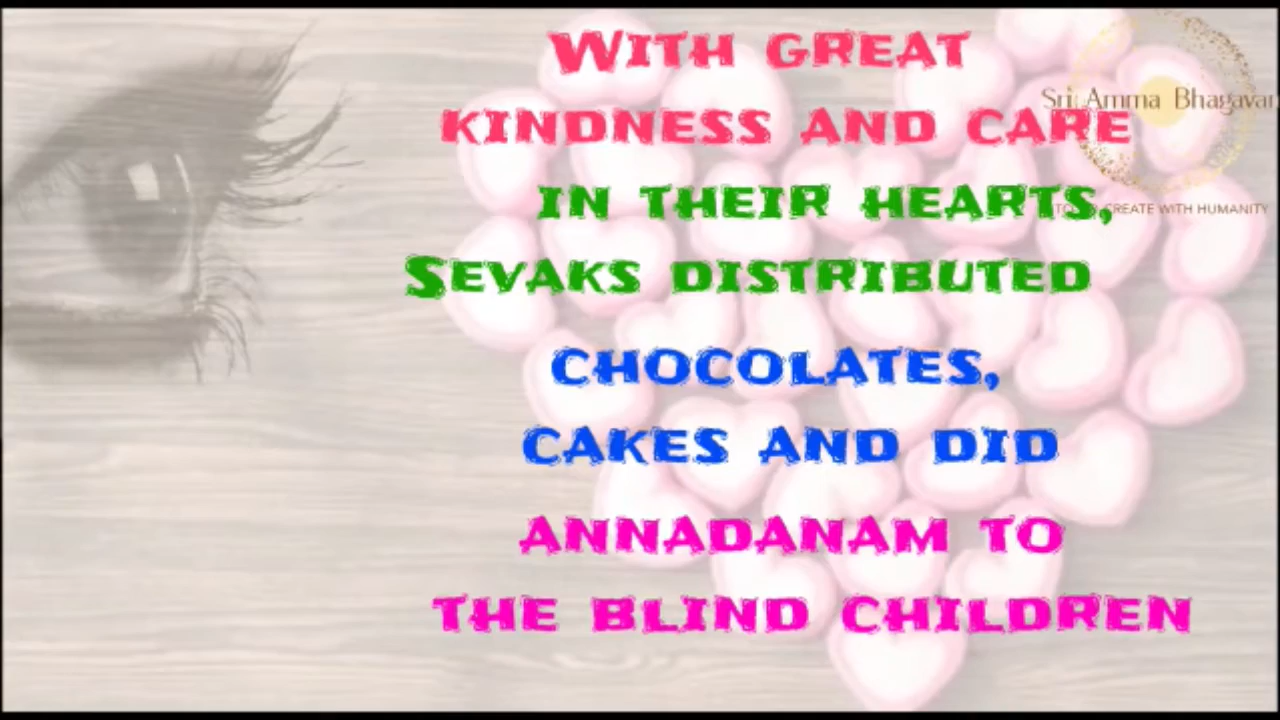 With great
kindness and care
in their hearts,
Sevaks distributed
chocolates,
cakes and did
annadanam to
the blind children
Sri Amma Bhagavan
CREATE WITH HUMANITY